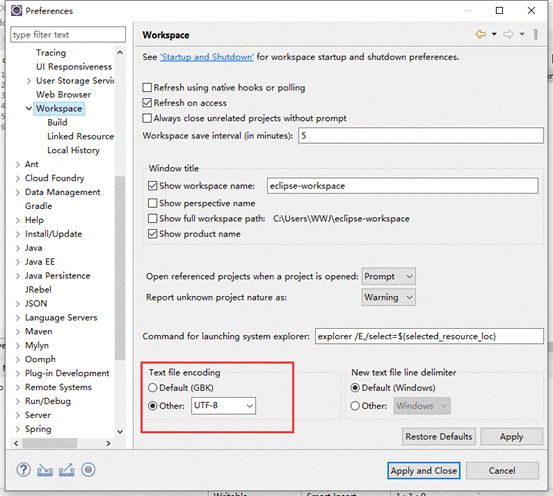 Preferences
type filter text
Tracing
UI Responsiveness
User Storage Servic
Web Browser
Workspace
Build
Linked Resource
Local History
Ant
Cloud Foundry
Data Management
Gradle
Help
Install/Update
Java
Java EE
Java Persistence
JRebel
JSON
Language Servers
Maven
Mylyn
Oomph
Plug-in Development
Remote Systems
Run/Debug
Server
Spring
Workspace
See 'Startup and Shutdown' for workspace startup and shutdown preferences.
Refresh using native hooks or polling
Refresh on access
Always close unrelated projects without prompt
Workspace save interval (in minutes): 5
Window title
Show workspace name: eclipse-workspace
Show perspective name
Show full workspace path: C:\Users\WWJ\eclipse-workspace
Show product name
Open referenced projects when a project is opened: Prompt
Report unknown project nature as: Warning
Command for launching system explorer: explorer /E,/select=${selected_resource_loc}
Text file encoding
Default (GBK)
Other: UTF-8
New text file line delimiter
Default (Windows)
Other: Windows
Restore Defaults Apply
Apply and Close Cancel